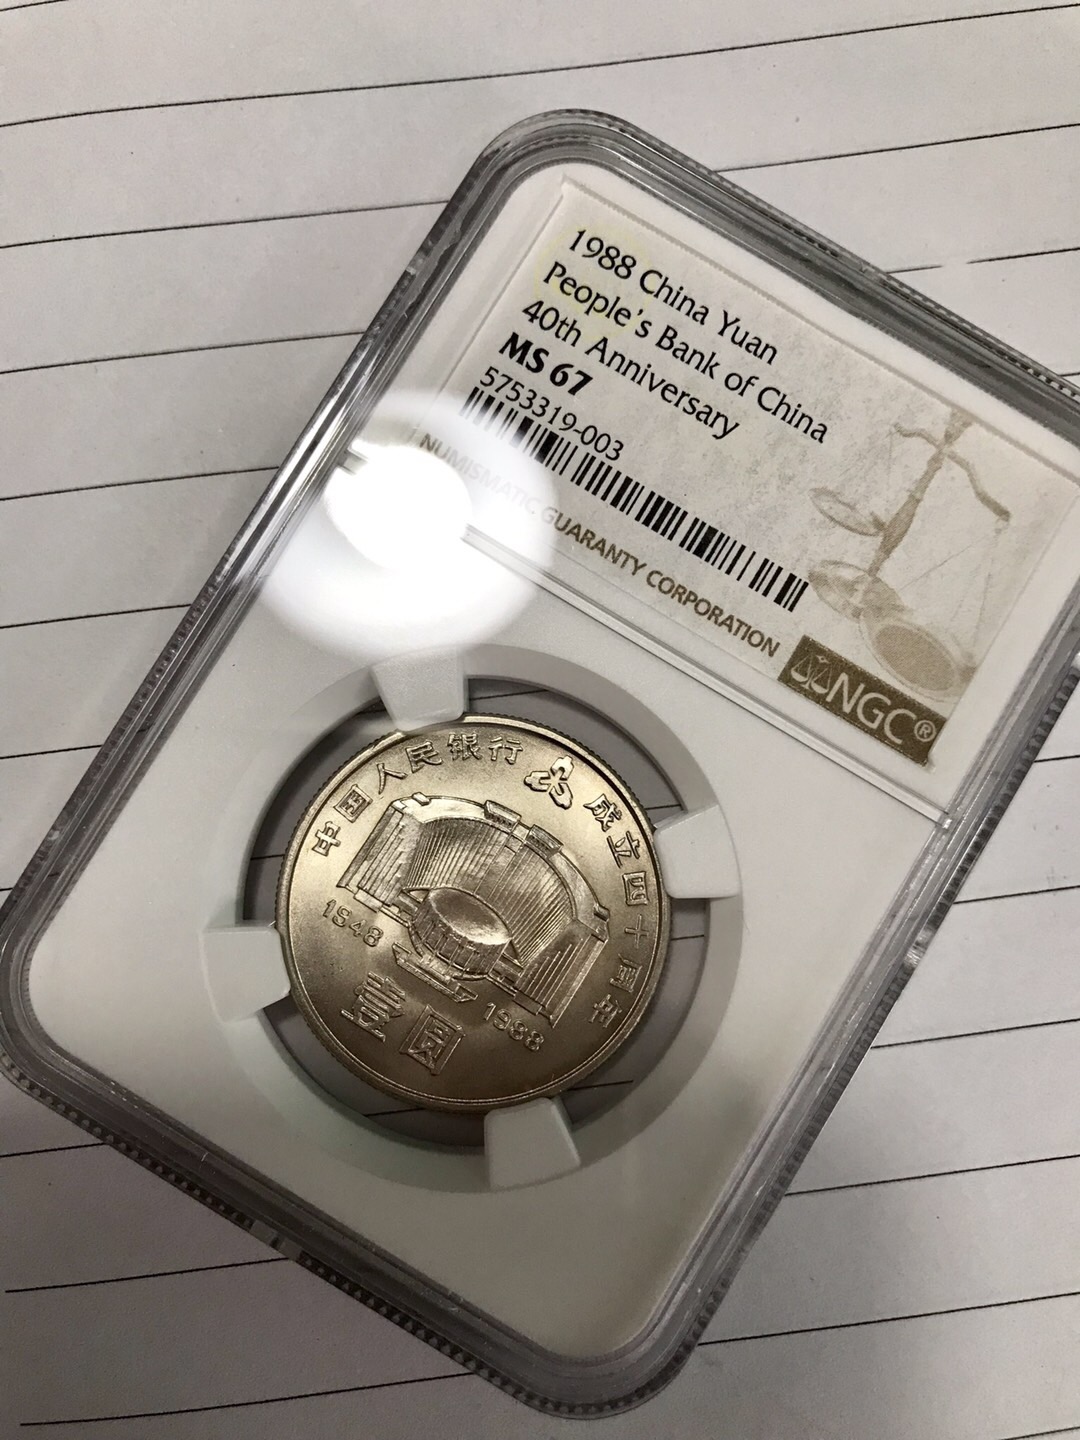 1988 China Yuan
People's Bank of China
40th Anniversary
MS 67
5753319-003
NUMISMATIC GUARANTY CORPORATION
NGC®
中国人民银行 成立四十周年
1948
1988
壹圆